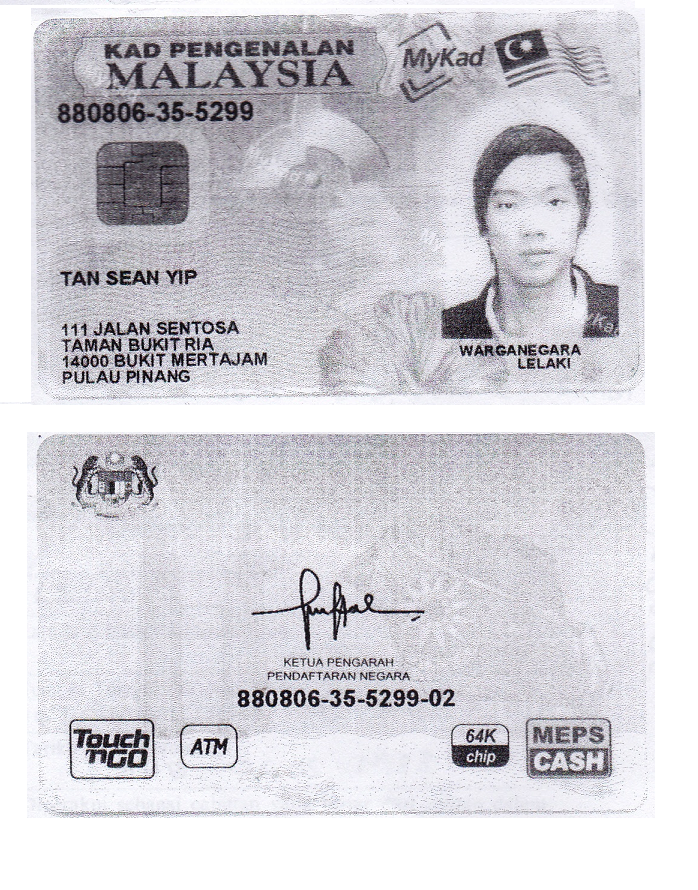 KAD PENGENALAN
MALAYSIA
MyKad
880806-35-5299
TAN SEAN YIP
111 JALAN SENTOSA
TAMAN BUKIT RIA
14000 BUKIT MERTAJAM
PULAU PINANG
WARGANEGARA
LELAKI
KETUA PENGARAH
PENDAFTARAN NEGARA
880806-35-5299-02
Touch
'nGO
ATM
64K
chip
MEPS
CASH